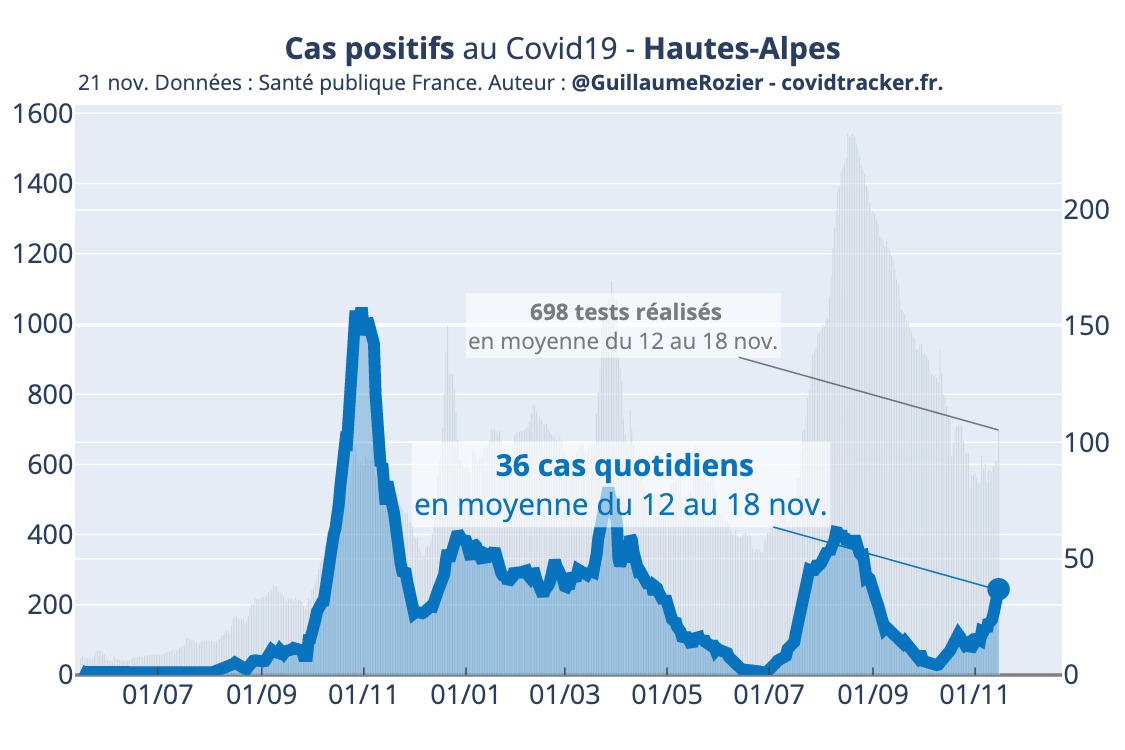 Cas positifs au Covid19 - Hautes-Alpes
21 nov. Données : Santé publique France. Auteur : @GuillaumeRozier - covidtracker.fr.
1600
1400
1200
1000
800
600
400
200
0
200
150
100
50
0
698 tests réalisés
en moyenne du 12 au 18 nov.
36 cas quotidiens
en moyenne du 12 au 18 nov.
01/07 01/09 01/11 01/01 01/03 01/05 01/07 01/09 01/11